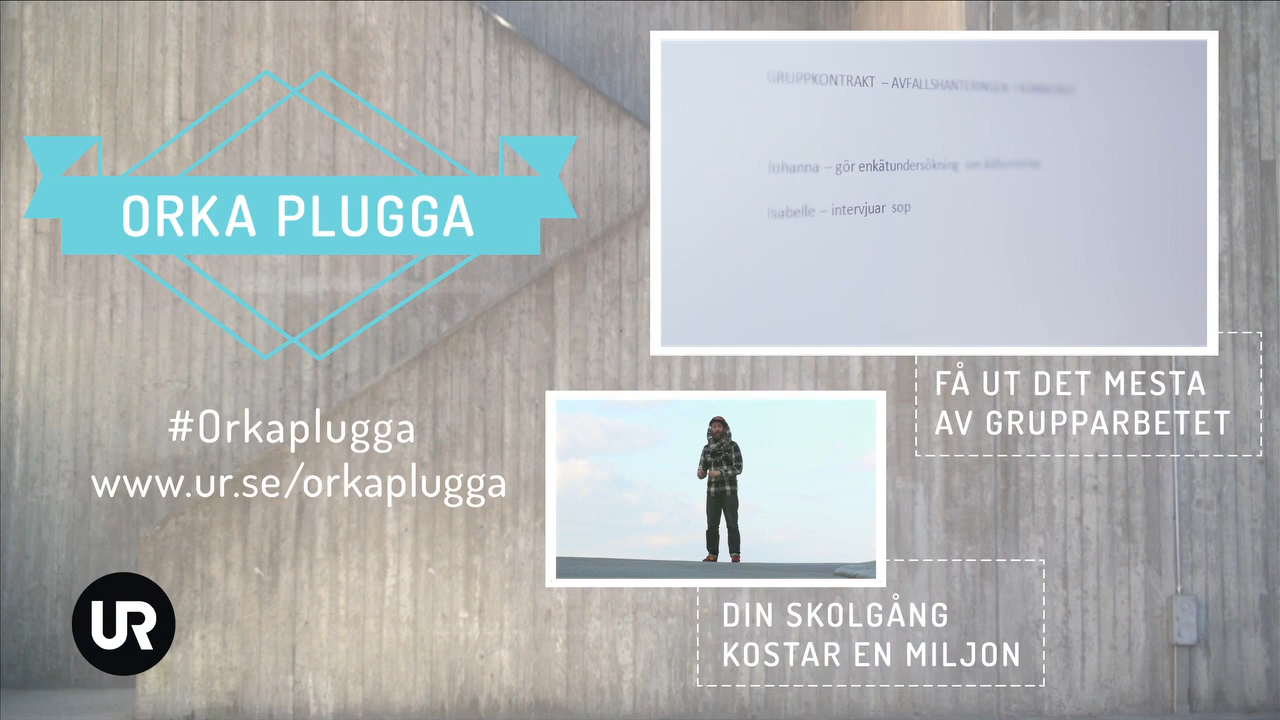 ORKA PLUGGA
#Orkaplugga
www.ur.se/orkaplugga
UR
GRUPPKONTRAKT – AVFALLSHANTERINGEN
Johanna – gör enkätundersökning om
Isabelle – intervjuar sop
FÅ UT DET MESTA
AV GRUPPARBETET
DIN SKOLGÅNG
KOSTAR EN MILJON